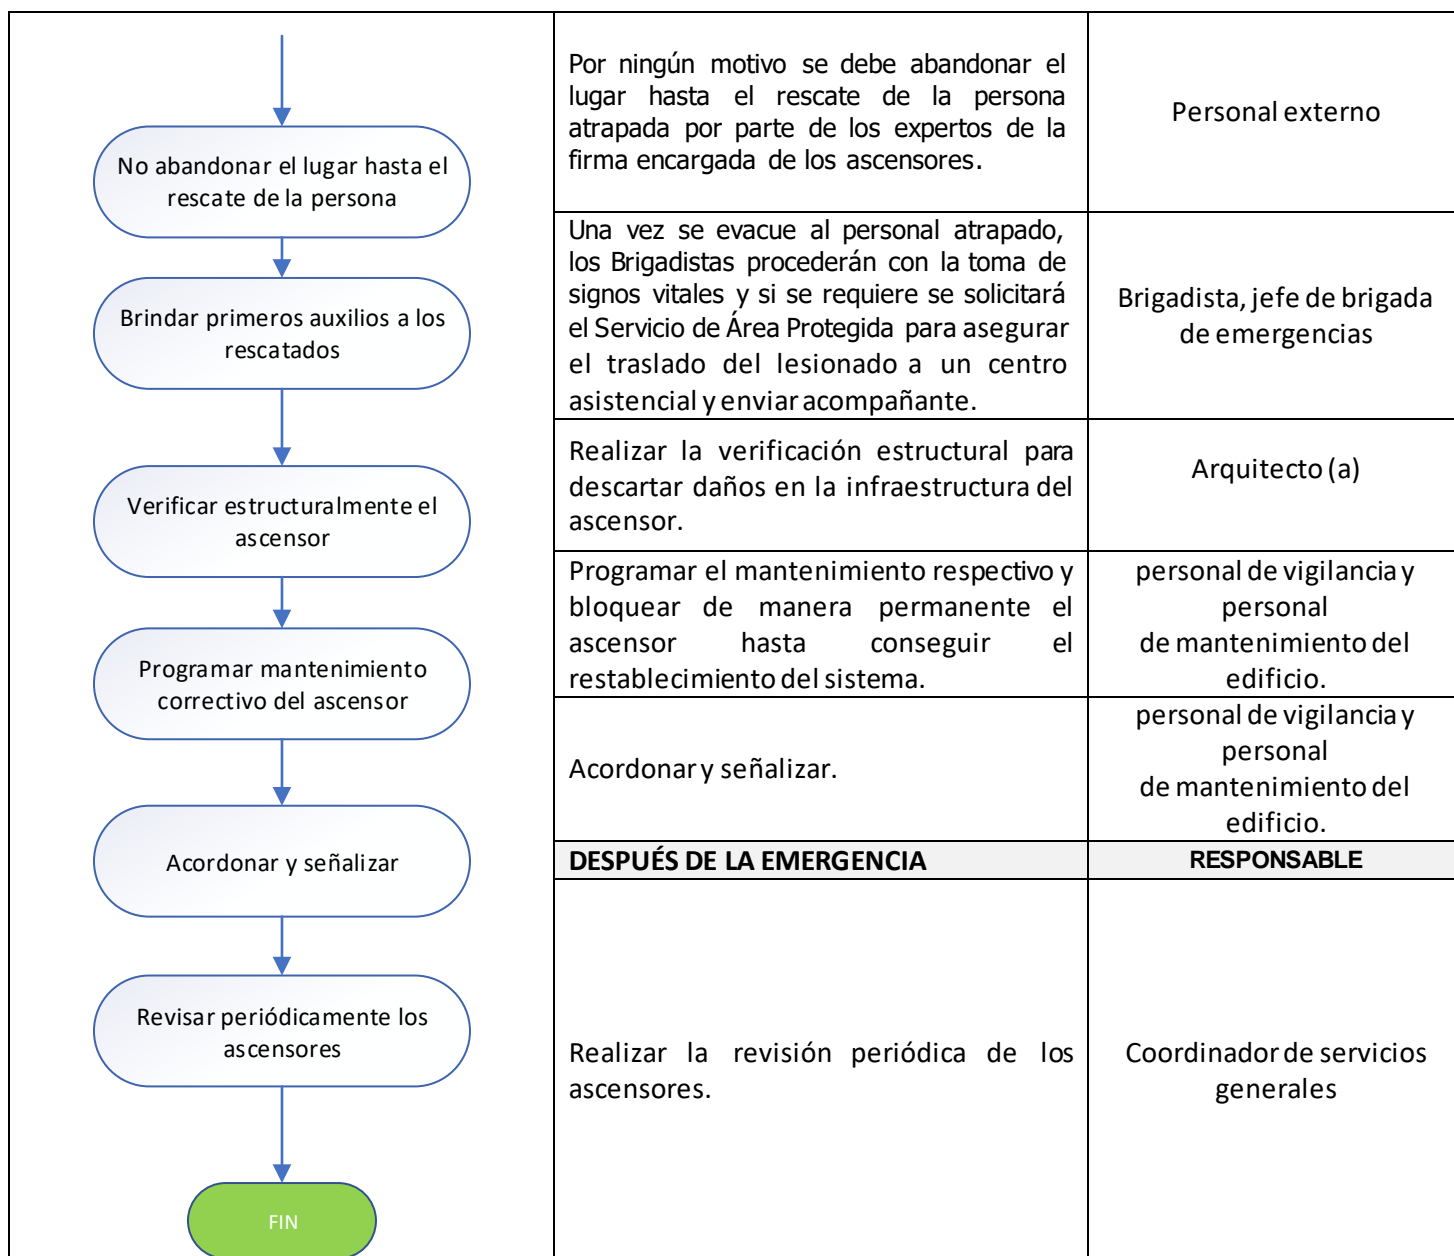 No abandonar el lugar hasta el
rescate de la persona
Por ningún motivo se debe abandonar el
lugar hasta el rescate de la persona
atrapada por parte de los expertos de la
firma encargada de los ascensores.
Personal externo
Brindar primeros auxilios a los
rescatados
Una vez se evacue al personal atrapado,
los Brigadistas procederán con la toma de
signos vitales y si se requiere se solicitará
el Servicio de Área Protegida para asegurar
el traslado del lesionado a un centro
asistencial y enviar acompañante.
Brigadista, jefe de brigada
de emergencias
Verificar estructuralmente el
ascensor
Realizar la verificación estructural para
descartar daños en la infraestructura del
ascensor.
Arquitecto (a)
Programar mantenimiento
correctivo del ascensor
Programar el mantenimiento respectivo y
bloquear de manera permanente el
ascensor hasta conseguir el
restablecimiento del sistema.
personal de vigilancia y
personal
de mantenimiento del
edificio.
Acordonar y señalizar
Acordonar y señalizar.
personal de vigilancia y
personal
de mantenimiento del
edificio.
DESPUÉS DE LA EMERGENCIA
RESPONSABLE
Revisar periódicamente los
ascensores
Realizar la revisión periódica de los
ascensores.
Coordinador de servicios
generales
FIN